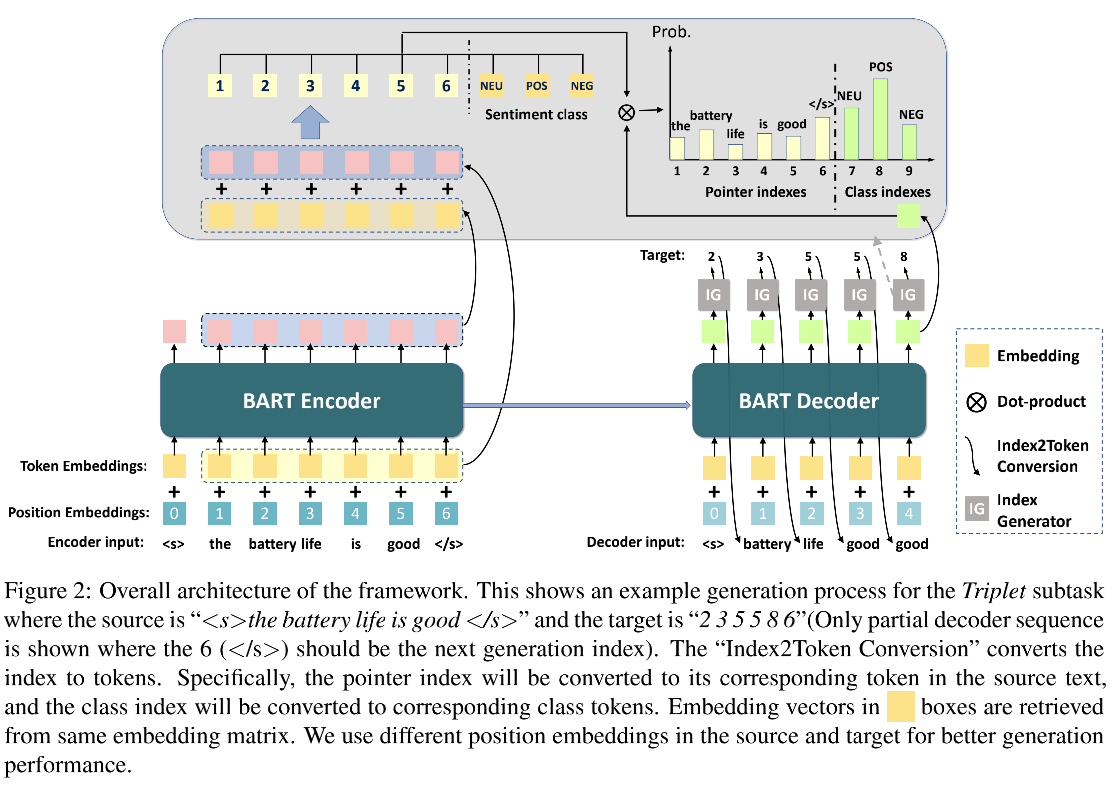 Prob.
1 2 3 4 5 6 NEU POS NEG
Sentiment class
the battery life is good </s> NEU POS NEG
1 2 3 4 5 6 7 8 9
Pointer indexes Class indexes
+ + + + + +
Target: 2 3 5 5 8
IG IG IG IG IG
BART Encoder
BART Decoder
Embedding
Dot-product
Index2Token
Conversion
IG Index
Generator
Token Embeddings:
+ + + + + + +
+ + + + +
Position Embeddings: 0 1 2 3 4 5 6
0 1 2 3 4
Encoder input: <s> the battery life is good </s>
Decoder input: <s> battery life good good
Figure 2: Overall architecture of the framework. This shows an example generation process for the Triplet subtask
where the source is “<s>the battery life is good </s>” and the target is “2 3 5 5 8 6”(Only partial decoder sequence
is shown where the 6 (</s>) should be the next generation index). The “Index2Token Conversion” converts the
index to tokens. Specifically, the pointer index will be converted to its corresponding token in the source text,
and the class index will be converted to corresponding class tokens. Embedding vectors in boxes are retrieved
from same embedding matrix. We use different position embeddings in the source and target for better generation
performance.